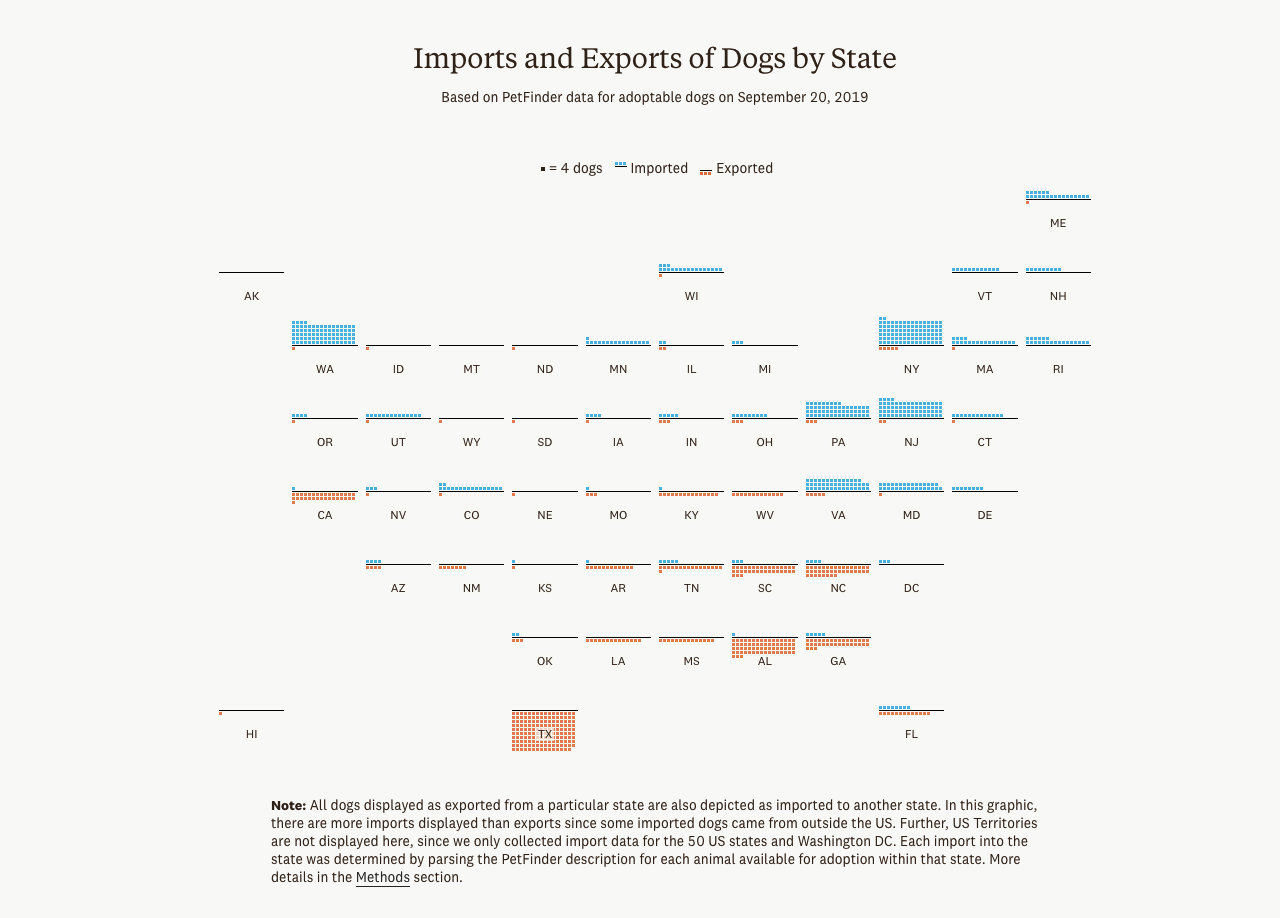 Imports and Exports of Dogs by State
Based on PetFinder data for adoptable dogs on September 20, 2019
= 4 dogs Imported Exported
ME
AK WI VT NH
WA ID MT ND MN IL MI NY MA RI
OR UT WY SD IA IN OH PA NJ CT
CA NV CO NE MO KY WV VA MD DE
AZ NM KS AR TN SC NC DC
OK LA MS AL GA
HI TX FL
Note: All dogs displayed as exported from a particular state are also depicted as imported to another state. In this graphic,
there are more imports displayed than exports since some imported dogs came from outside the US. Further, US Territories
are not displayed here, since we only collected import data for the 50 US states and Washington DC. Each import into the
state was determined by parsing the PetFinder description for each animal available for adoption within that state. More
details in the Methods section.